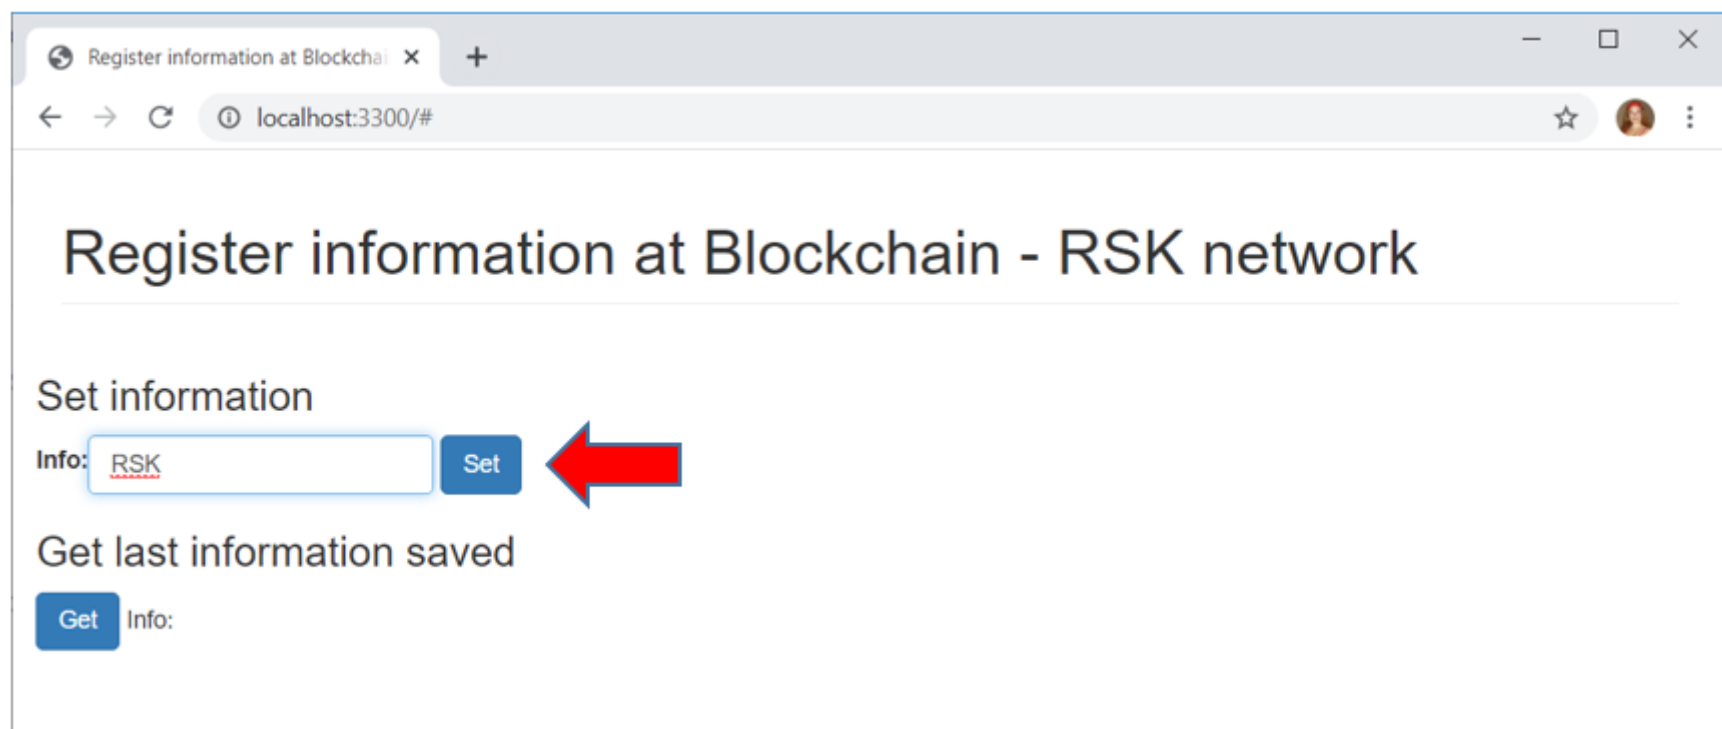 Register information at Blockchai
localhost:3300/#
Register information at Blockchain - RSK network
Set information
Info: RSK Set
Get last information saved
Get Info: